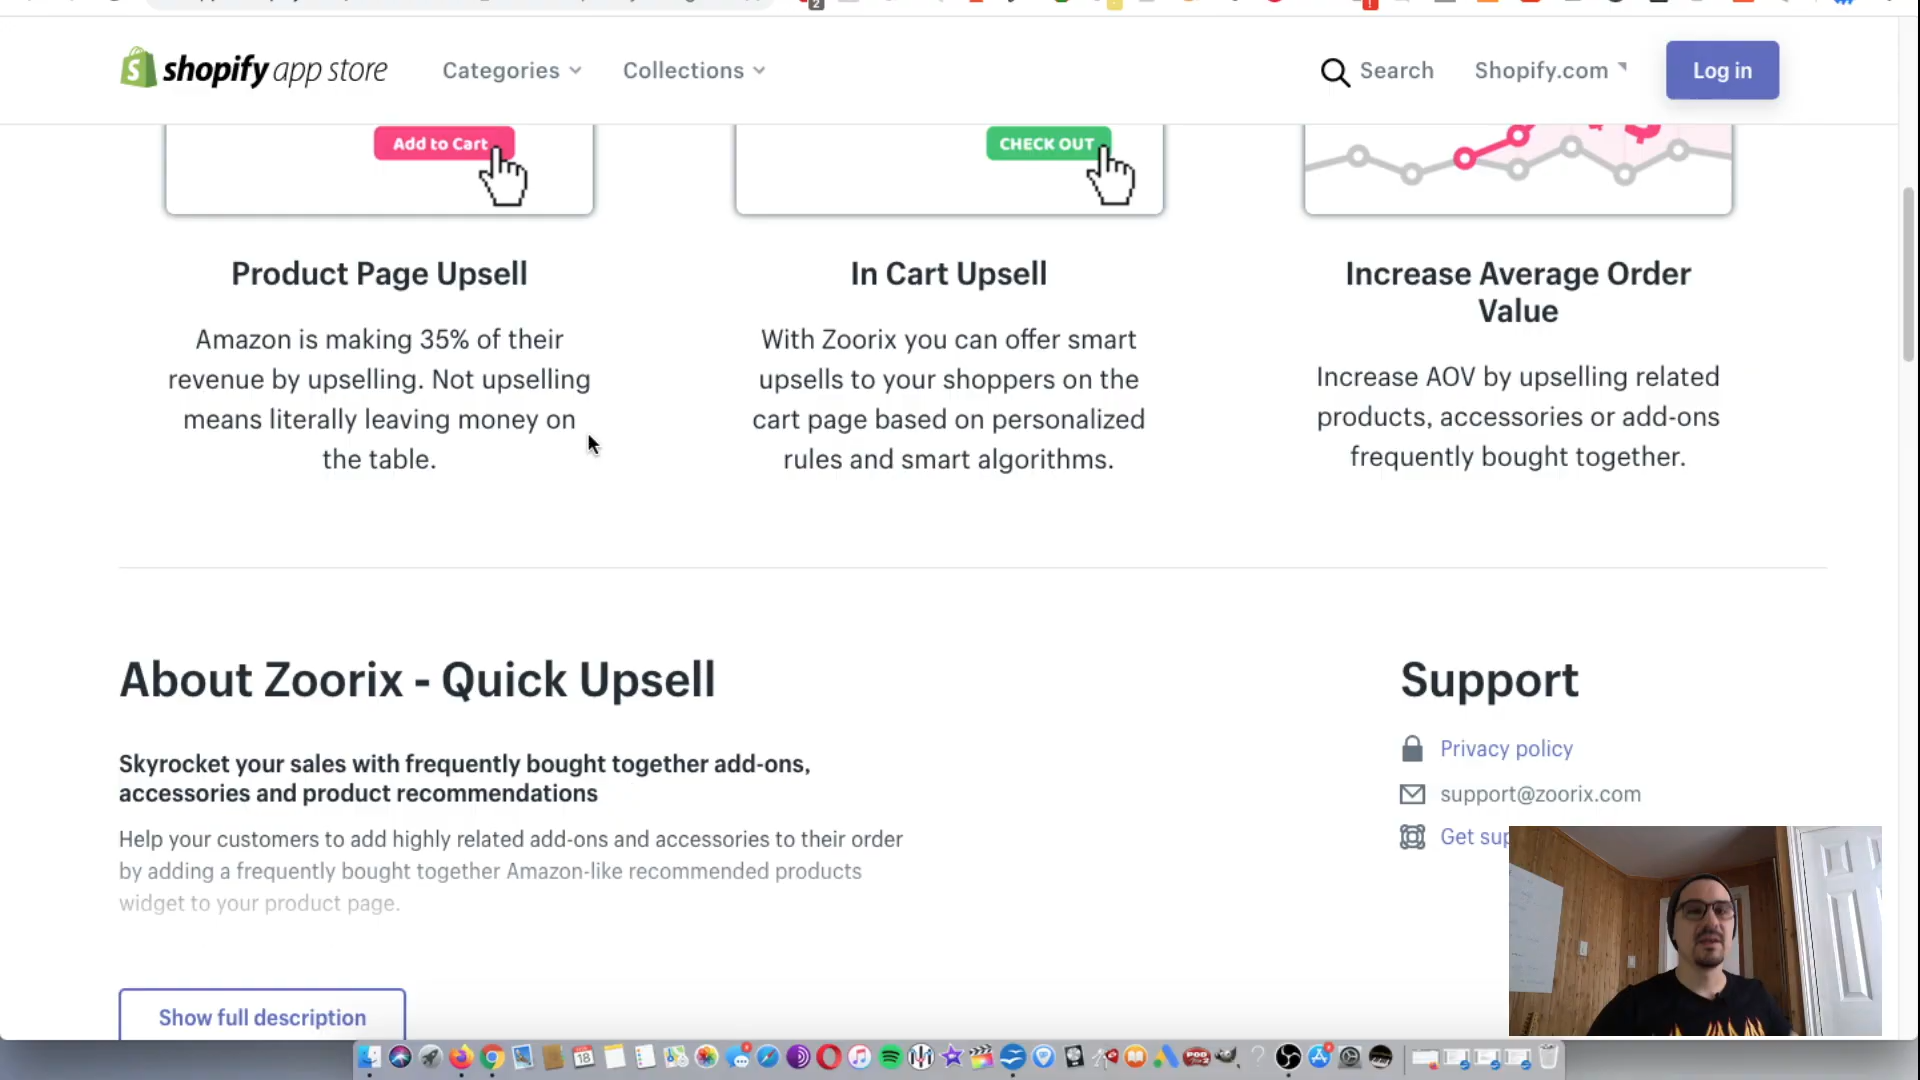 shopify app store
Categories
Collections
Search
Shopify.com
Log in
Add to Cart
CHECK OUT
Product Page Upsell
Amazon is making 35% of their
revenue by upselling. Not upselling
means literally leaving money on
the table.
In Cart Upsell
With Zoorix you can offer smart
upsells to your shoppers on the
cart page based on personalized
rules and smart algorithms.
Increase Average Order
Value
Increase AOV by upselling related
products, accessories or add-ons
frequently bought together.
About Zoorix - Quick Upsell
Skyrocket your sales with frequently bought together add-ons,
accessories and product recommendations
Help your customers to add highly related add-ons and accessories to their order
by adding a frequently bought together Amazon-like recommended products
widget to your product page.
Show full description
Support
Privacy policy
support@zoorix.com
Get sup